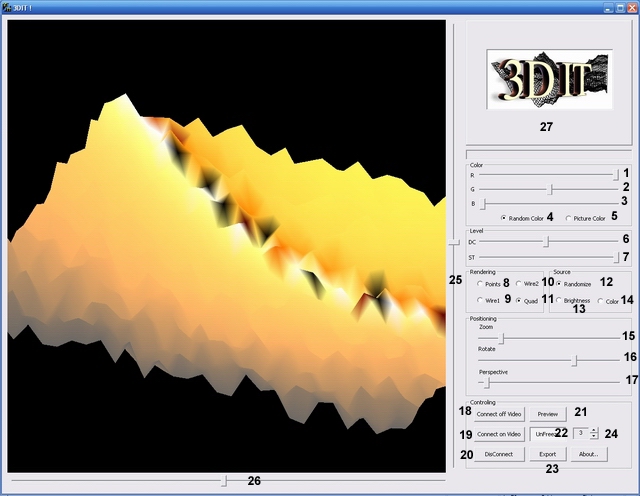 3DIT !
3D IT
27
Color
R 1
G 2
B 3
Random Color 4 Picture Color 5
Level
DC 6
ST 7
25
Rendering Source
Points 8 Wire2 10 Randomize 12
Wire1 9 Quad 11 Brightness Color 14
13
Positioning
Zoom
15
Rotate
16
Perspective
17
Controling
18 Connect off Video Preview 21
19 Connect on Video 22 3 24
20 DisConnect Export About..
23
26